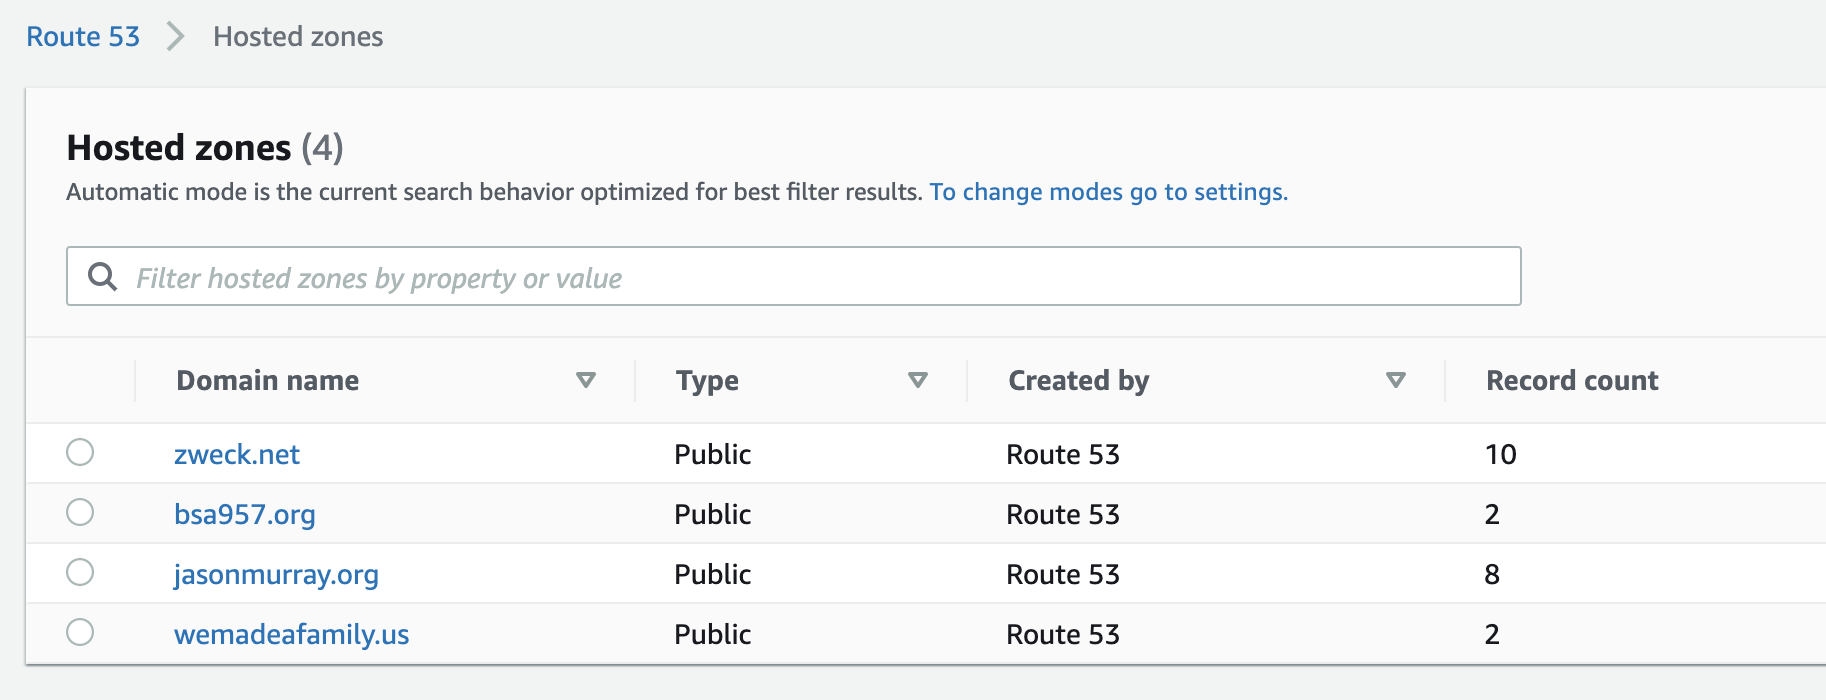 Route 53 Hosted zones
Hosted zones (4)
Automatic mode is the current search behavior optimized for best filter results. To change modes go to settings.
Filter hosted zones by property or value
Domain name Type Created by Record count
zweck.net Public Route 53 10
bsa957.org Public Route 53 2
jasonmurray.org Public Route 53 8
wemadeafamily.us Public Route 53 2